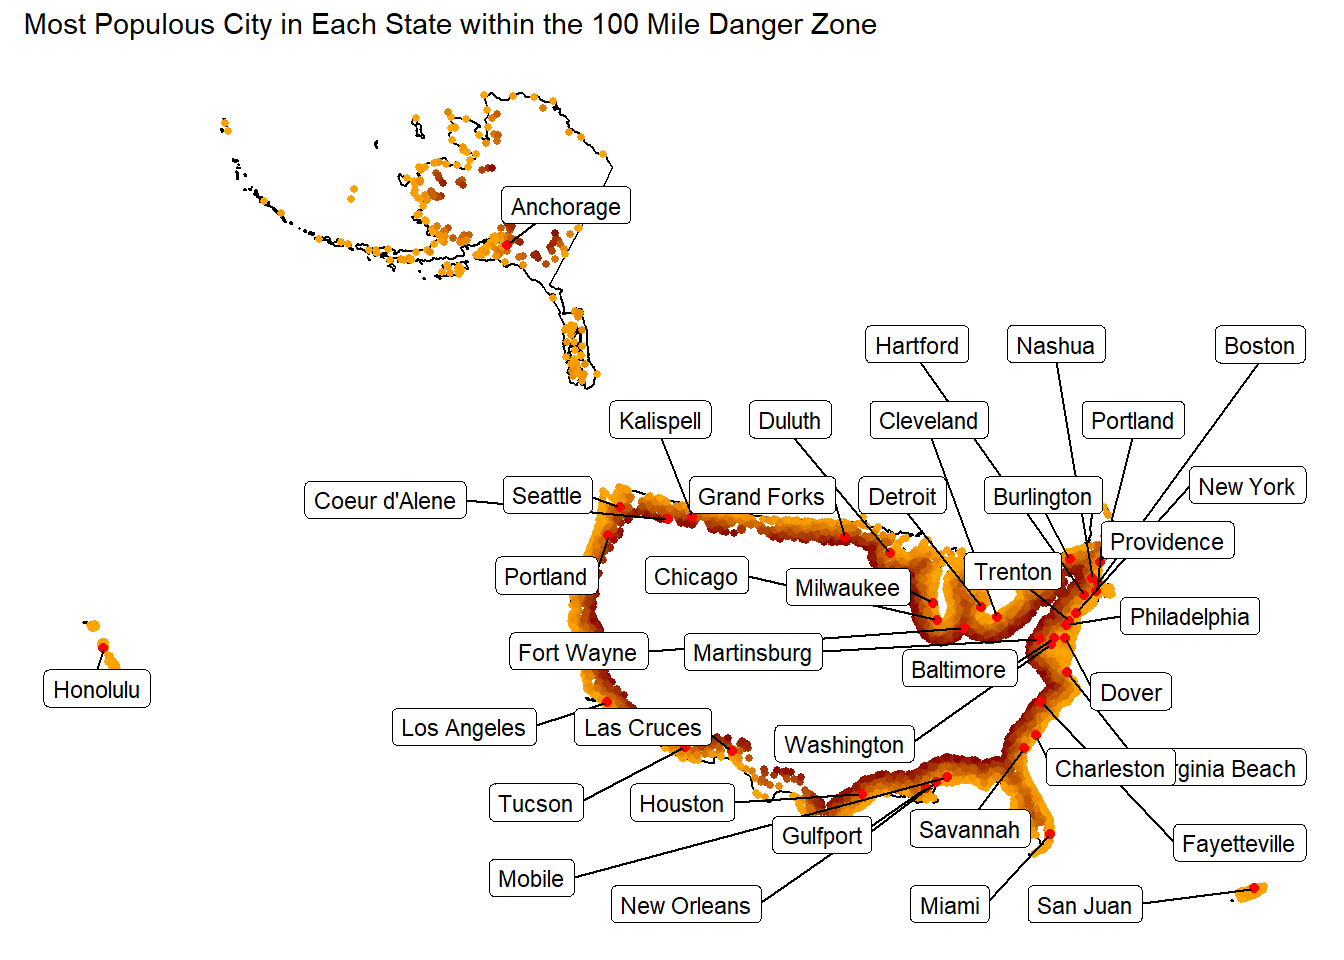 Most Populous City in Each State within the 100 Mile Danger Zone
Anchorage
Hartford
Nashua
Boston
Kalispell
Duluth
Cleveland
Portland
Coeur d'Alene
Seattle
Grand Forks
Detroit
Burlington
New York
Providence
Portland
Chicago
Milwaukee
Trenton
Philadelphia
Fort Wayne
Martinsburg
Baltimore
Dover
Honolulu
Los Angeles
Las Cruces
Washington
Charleston
rginia Beach
Tucson
Houston
Gulfport
Savannah
Fayetteville
Mobile
New Orleans
Miami
San Juan